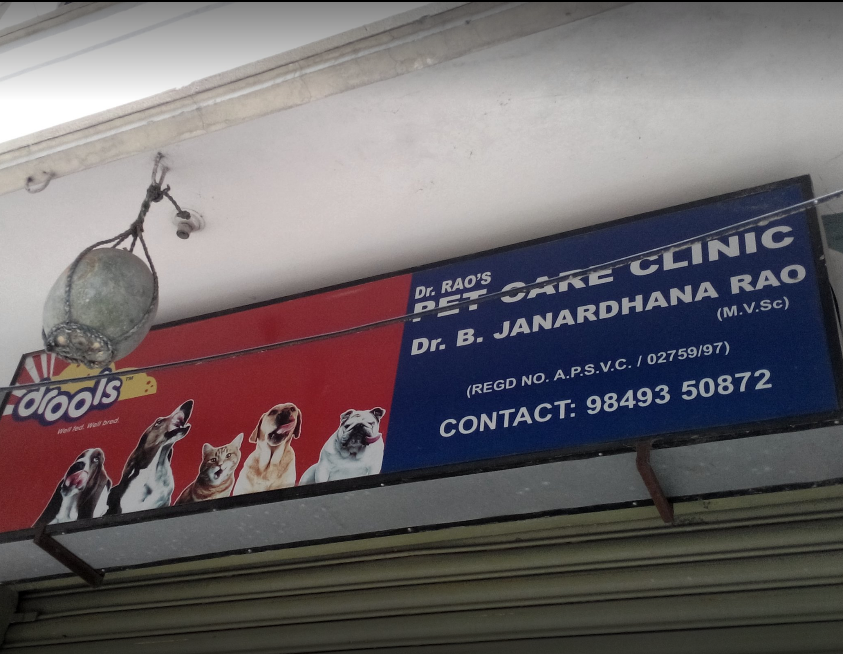 drools™
Well fed. Well bred.
Dr. RAO'S
PET CARE CLINIC
Dr. B. JANARDHANA RAO
(M.V.Sc)
(REGD NO. A.P.S.V.C. / 02759/97)
CONTACT: 98493 50872